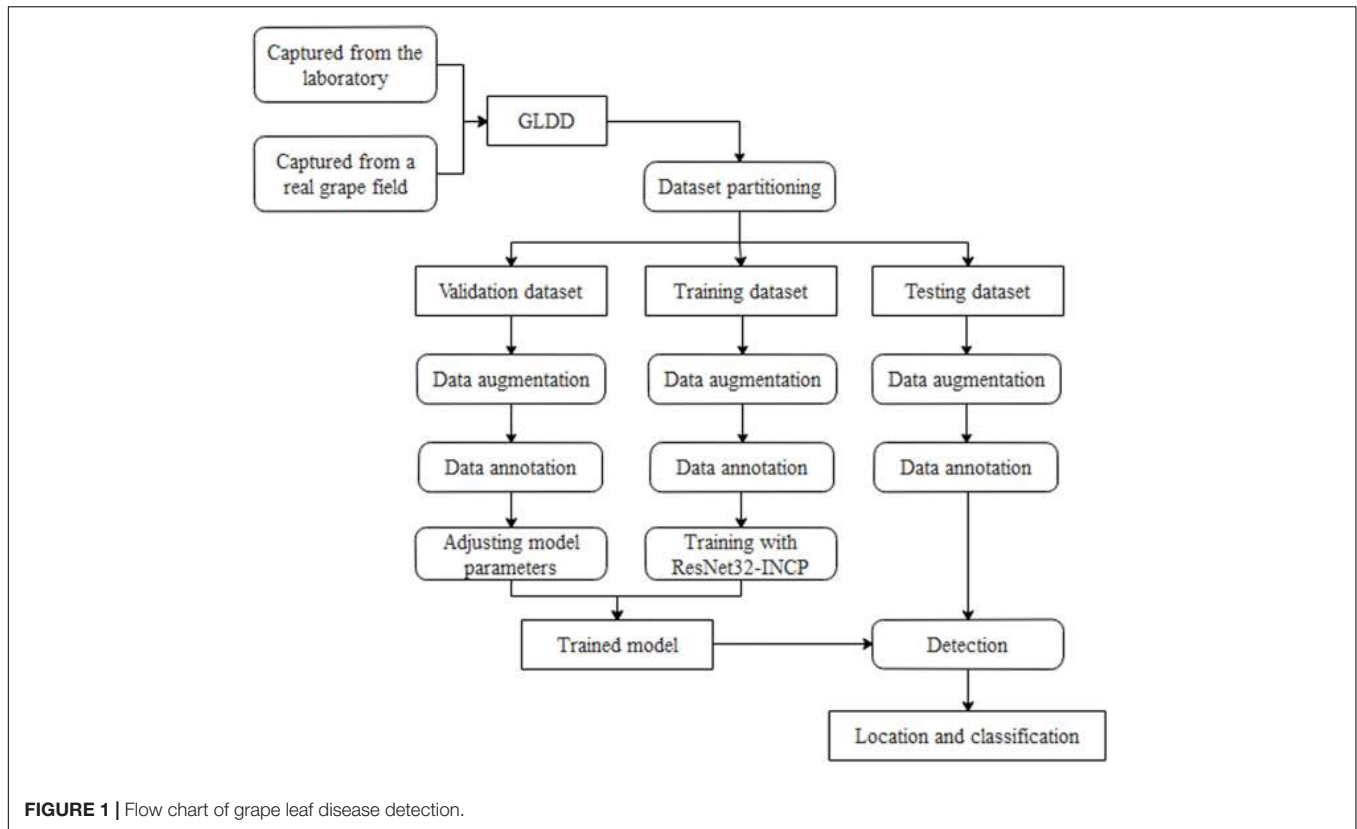 Captured from the
laboratory
Captured from a
real grape field
GLDD
Dataset partitioning
Validation dataset
Training dataset
Testing dataset
Data augmentation
Data augmentation
Data augmentation
Data annotation
Data annotation
Data annotation
Adjusting model
parameters
Training with
ResNet32-INCP
Trained model
Detection
Location and classification
FIGURE 1 | Flow chart of grape leaf disease detection.